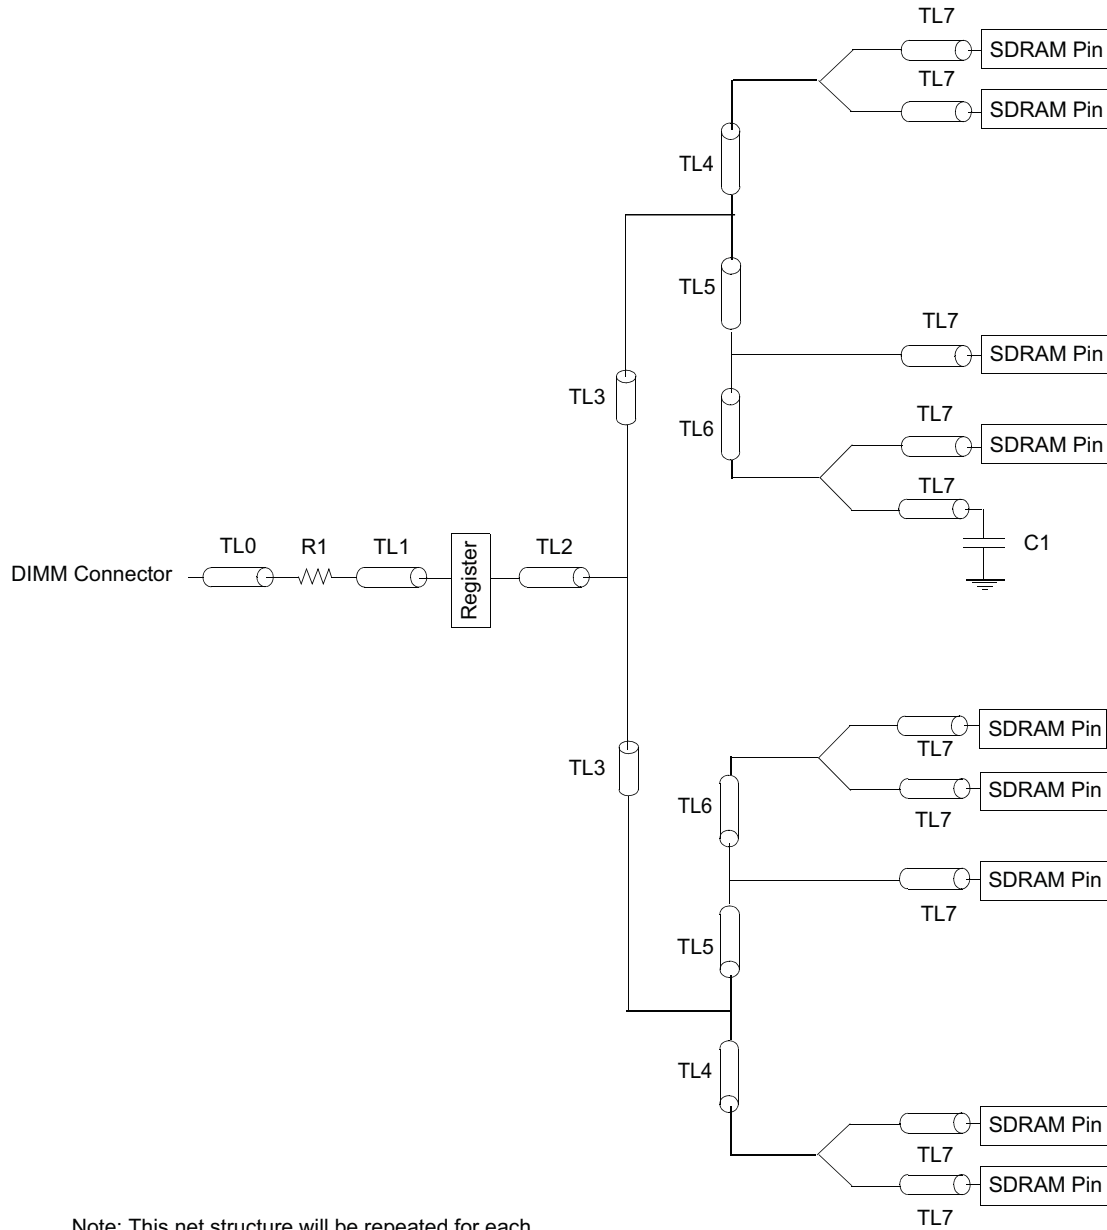 TL7
SDRAM Pin
TL7
SDRAM Pin
TL4
TL5
TL7
SDRAM Pin
TL3
TL6
TL7
SDRAM Pin
TL7
C1
DIMM Connector
TL0
R1
TL1
Register
TL2
TL3
SDRAM Pin
TL7
TL6
SDRAM Pin
TL7
SDRAM Pin
TL7
TL5
TL4
SDRAM Pin
TL7
SDRAM Pin
TL7
Note: This net structure will be repeated for each